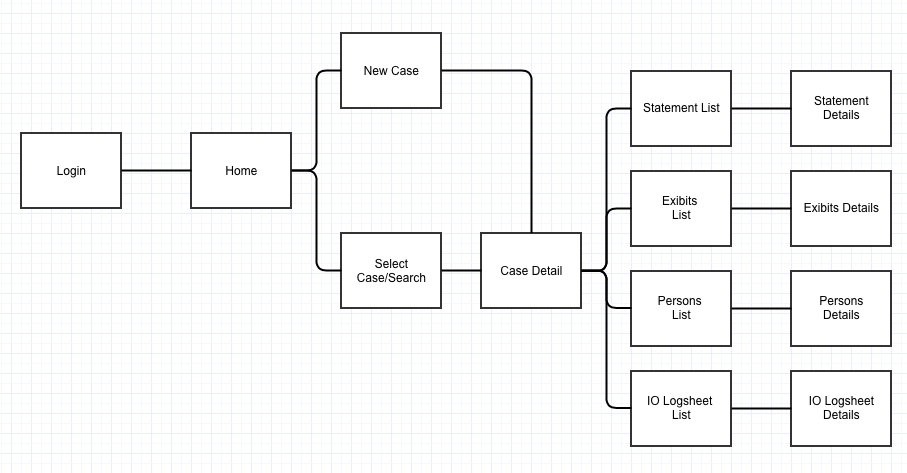 Login
Home
New Case
Select
Case/Search
Case Detail
Statement List
Statement
Details
Exibits
List
Exibits Details
Persons
List
Persons
Details
IO Logsheet
List
IO Logsheet
Details